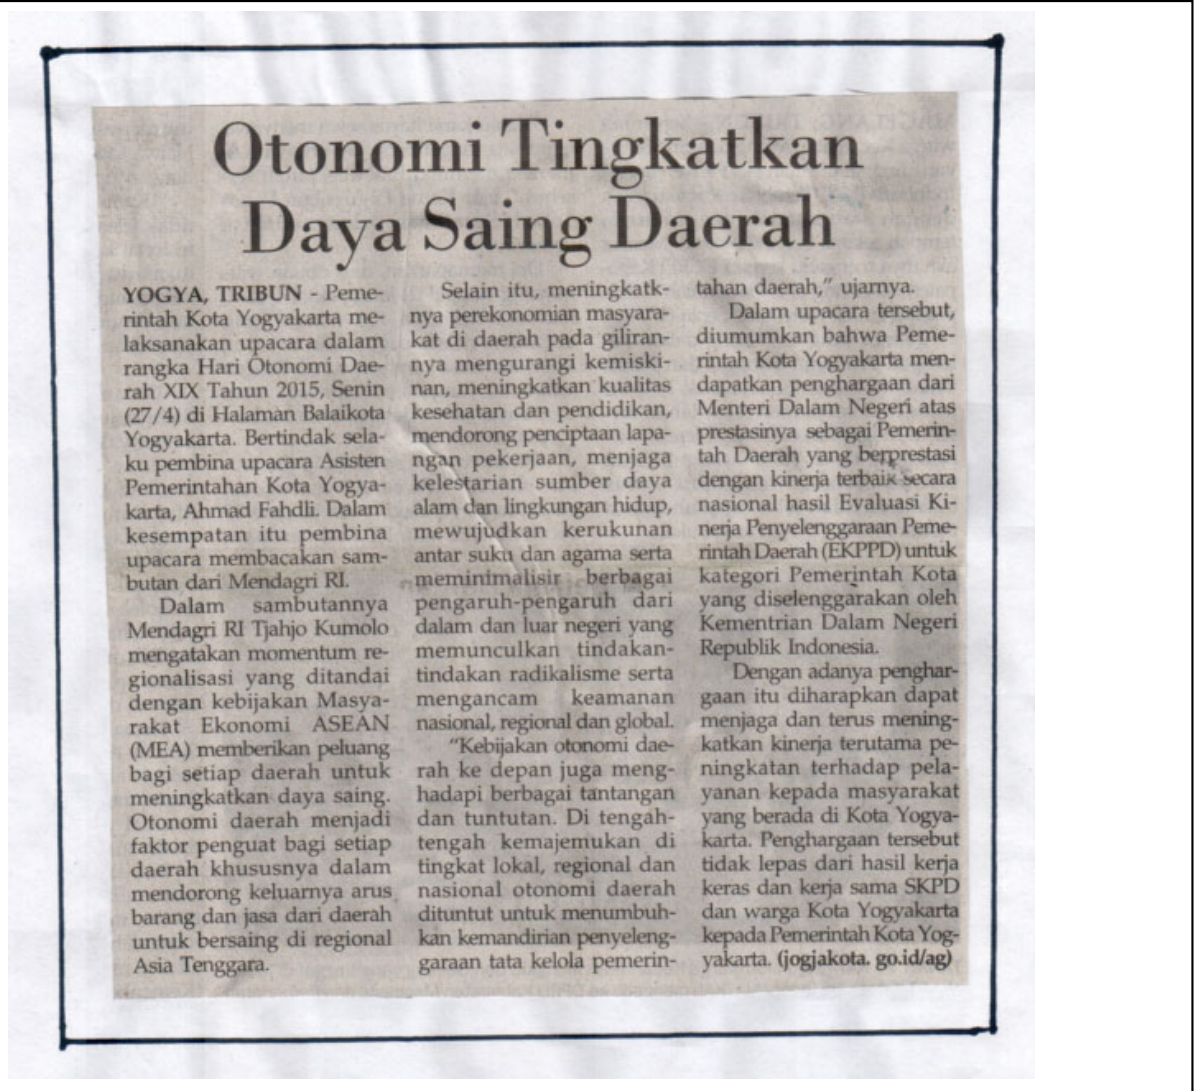 Otonomi Tingkatkan
Daya Saing Daerah
YOGYA, TRIBUN - Peme-
rintah Kota Yogyakarta me-
laksanakan upacara dalam
rangka Hari Otonomi Dae-
rah XIX Tahun 2015, Senin
(27/4) di Halaman Balaikota
Yogyakarta. Bertindak sela-
ku pembina upacara Asisten
Pemerintahan Kota Yogya-
karta, Ahmad Fahdli. Dalam
kesempatan itu pembina
upacara membacakan sam-
butan dari Mendagri RI.
Dalam sambutannya
Mendagri RI Tjahjo Kumolo
mengatakan momentum re-
gionalisasi yang ditandai
dengan kebijakan Masya-
rakat Ekonomi ASEAN
(MEA) memberikan peluang
bagi setiap daerah untuk
meningkatkan daya saing.
Otonomi daerah menjadi
faktor penguat bagi setiap
daerah khususnya dalam
mendorong keluarnya arus
barang dan jasa dari daerah
untuk bersaing di regional
Asia Tenggara.
Selain itu, meningkatk-
nya perekonomian masyara-
kat di daerah pada giliran-
nya mengurangi kemiski-
nan, meningkatkan kualitas
kesehatan dan pendidikan,
mendorong penciptaan lapa-
ngan pekerjaan, menjaga
kelestarian sumber daya
alam dan lingkungan hidup,
mewujudkan kerukunan
antar suku dan agama serta
meminimalisir berbagai
pengaruh-pengaruh dari
dalam dan luar negeri yang
memunculkan tindakan-
tindakan radikalisme serta
mengancam keamanan
nasional, regional dan global.
"Kebijakan otonomi dae-
rah ke depan juga meng-
hadapi berbagai tantangan
dan tuntutan. Di tengah-
tengah kemajemukan di
tingkat lokal, regional dan
nasional otonomi daerah
dituntut untuk menumbuh-
kan kemandirian penyeleng-
garaan tata kelola pemerin-
tahan daerah," ujarnya.
Dalam upacara tersebut,
diumumkan bahwa Peme-
rintah Kota Yogyakarta men-
dapatkan penghargaan dari
Menteri Dalam Negeri atas
prestasinya sebagai Pemerin-
tah Daerah yang berprestasi
dengan kinerja terbaik secara
nasional hasil Evaluasi Ki-
nerja Penyelenggaraan Peme-
rintah Daerah (EKPPD) untuk
kategori Pemerintah Kota
yang diselenggarakan oleh
Kementrian Dalam Negeri
Republik Indonesia.
Dengan adanya penghar-
gaan itu diharapkan dapat
menjaga dan terus mening-
katkan kinerja terutama pe-
ningkatan terhadap pela-
yanan kepada masyarakat
yang berada di Kota Yogya-
karta. Penghargaan tersebut
tidak lepas dari hasil kerja
keras dan kerja sama SKPD
dan warga Kota Yogyakarta
kepada Pemerintah Kota Yog-
yakarta. (jogjakota. go.id/ag)